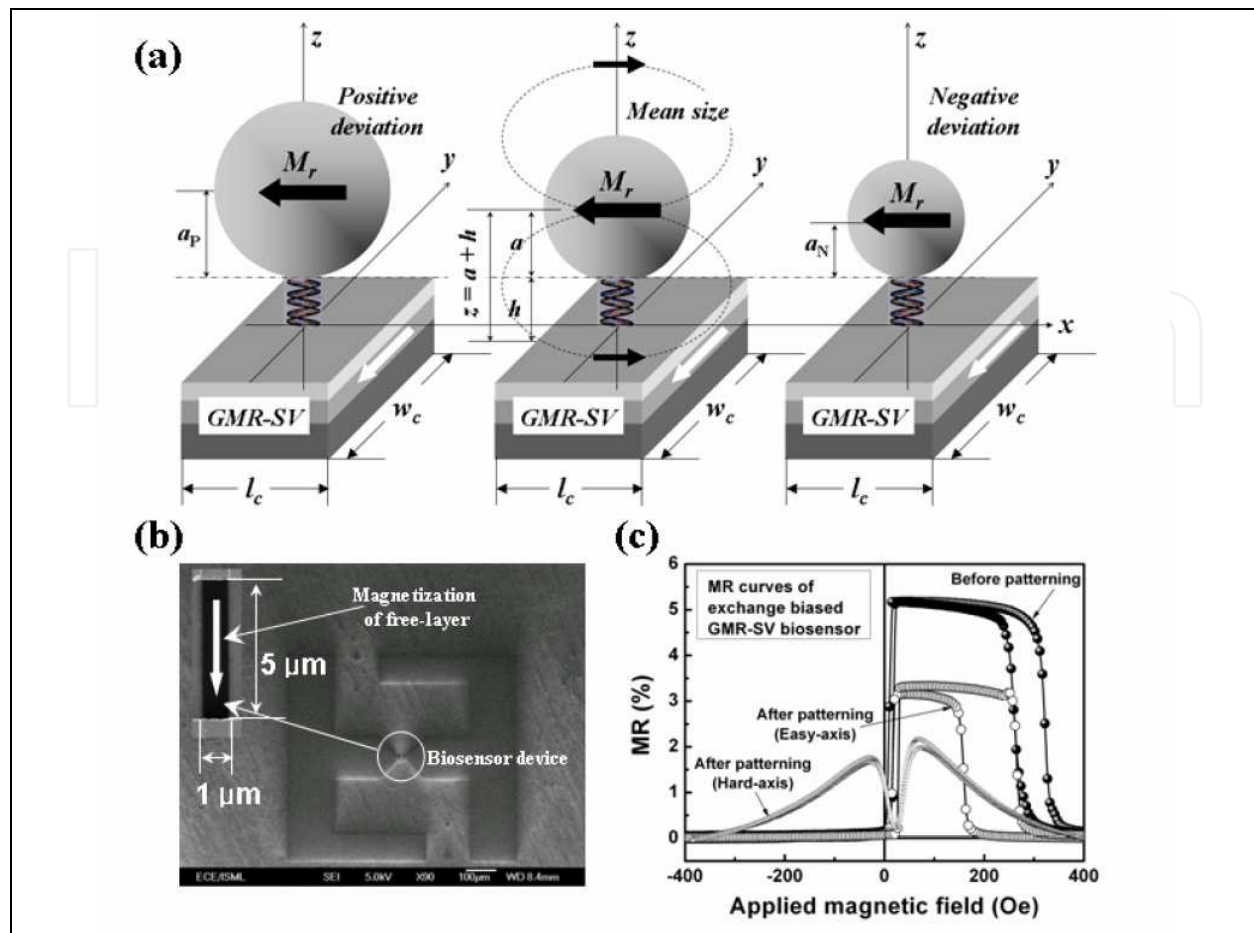 (a)
z
z
z
Positive
deviation
Mean size
Negative
deviation
y
y
y
M_r
M_r
M_r
a_P
z = a + h
a
h
a_N
x
GMR-SV
GMR-SV
GMR-SV
w_c
w_c
w_c
l_c
l_c
l_c
(b)
Magnetization
of free-layer
5 μm
Biosensor device
1 μm
ECE/ISML SEI 5.0kV X90 100μm WD 8.4mm
(c)
MR curves of
exchange biased
GMR-SV biosensor
Before patterning
After patterning
(Easy-axis)
After patterning
(Hard-axis)
MR (%)
6
5
4
3
2
1
0
-400 -200 0 200 400
Applied magnetic field (Oe)